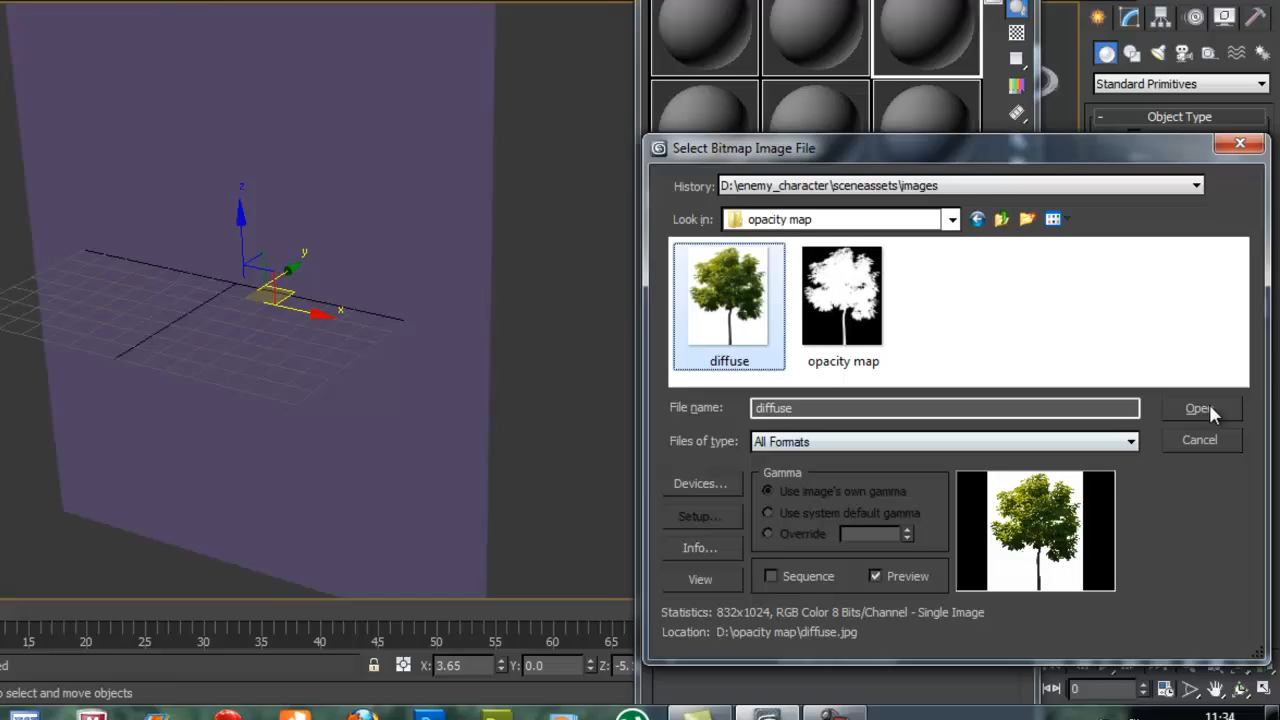 Standard Primitives
- Object Type
Select Bitmap Image File
History: D:\enemy_character\sceneassets\images
Look in: opacity map
diffuse
opacity map
z
y
x
File name: diffuse
Open
Files of type: All Formats
Cancel
Devices...
Gamma
Use image's own gamma
Setup...
Use system default gamma
Override
Info...
View
Sequence
Preview
Statistics: 832x1024, RGB Color 8 Bits/Channel - Single Image
Location: D:\opacity map\diffuse.jpg
15 20 25 30 35 40 45 50 55 60 65
X: 3.65 Y: 0.0 Z: -5.
select and move objects
0
11:34